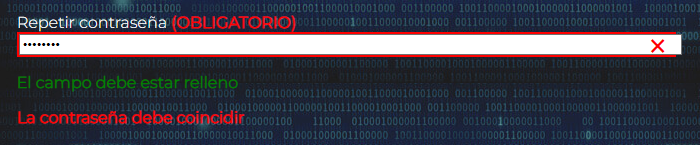 Repetir contraseña (OBLIGATORIO)
••••••••
El campo debe estar relleno
La contraseña debe coincidir